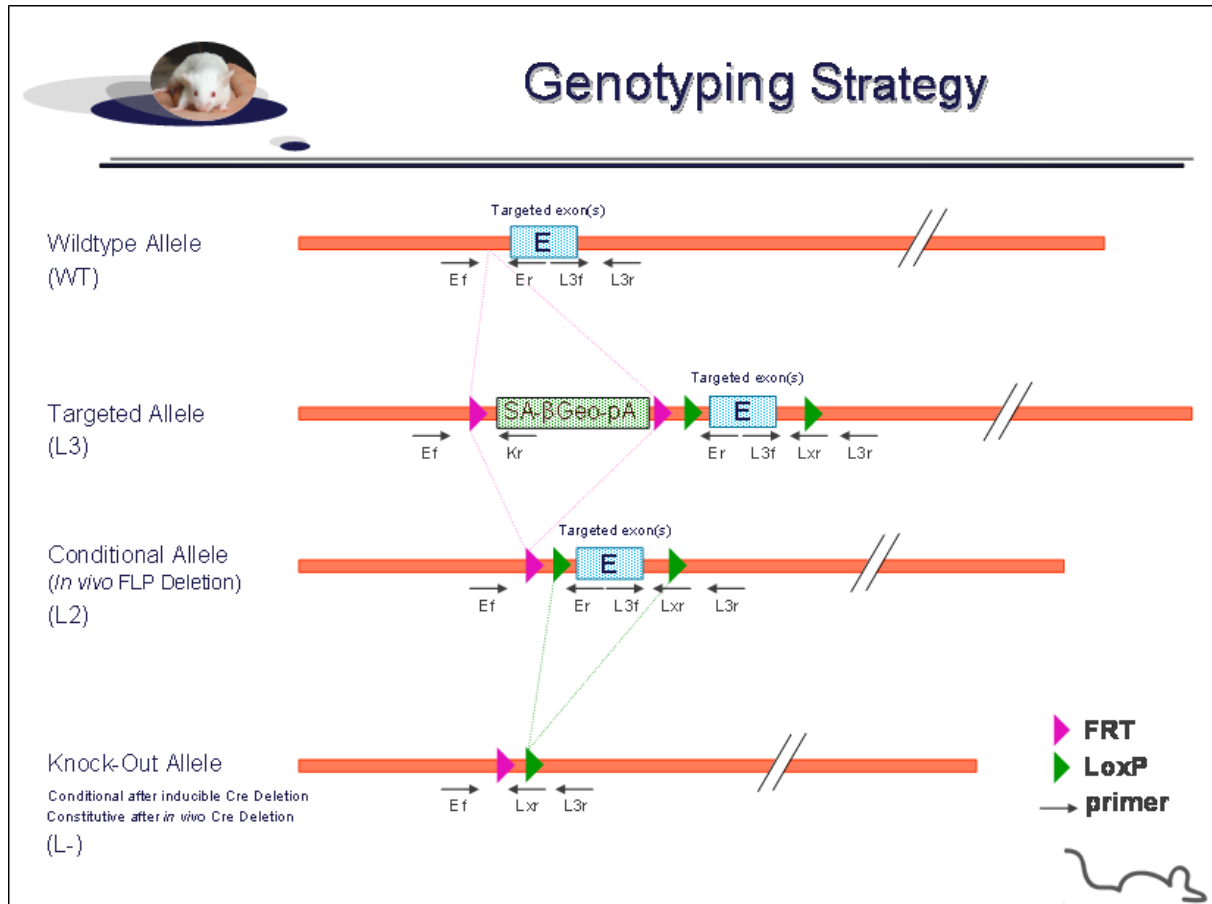 Genotyping Strategy
Targeted exon(s)
Wildtype Allele
(WT)
E
Ef
Er
L3f
L3r
Targeted exon(s)
Targeted Allele
(L3)
SA-βGeo-pA
E
Ef
Kr
Er
L3f
Lxr
L3r
Targeted exon(s)
Conditional Allele
(In vivo FLP Deletion)
(L2)
E
Ef
Er
L3f
Lxr
L3r
Knock-Out Allele
Conditional after inducible Cre Deletion
Constitutive after in vivo Cre Deletion
(L-)
Ef
Lxr
L3r
FRT
LoxP
primer